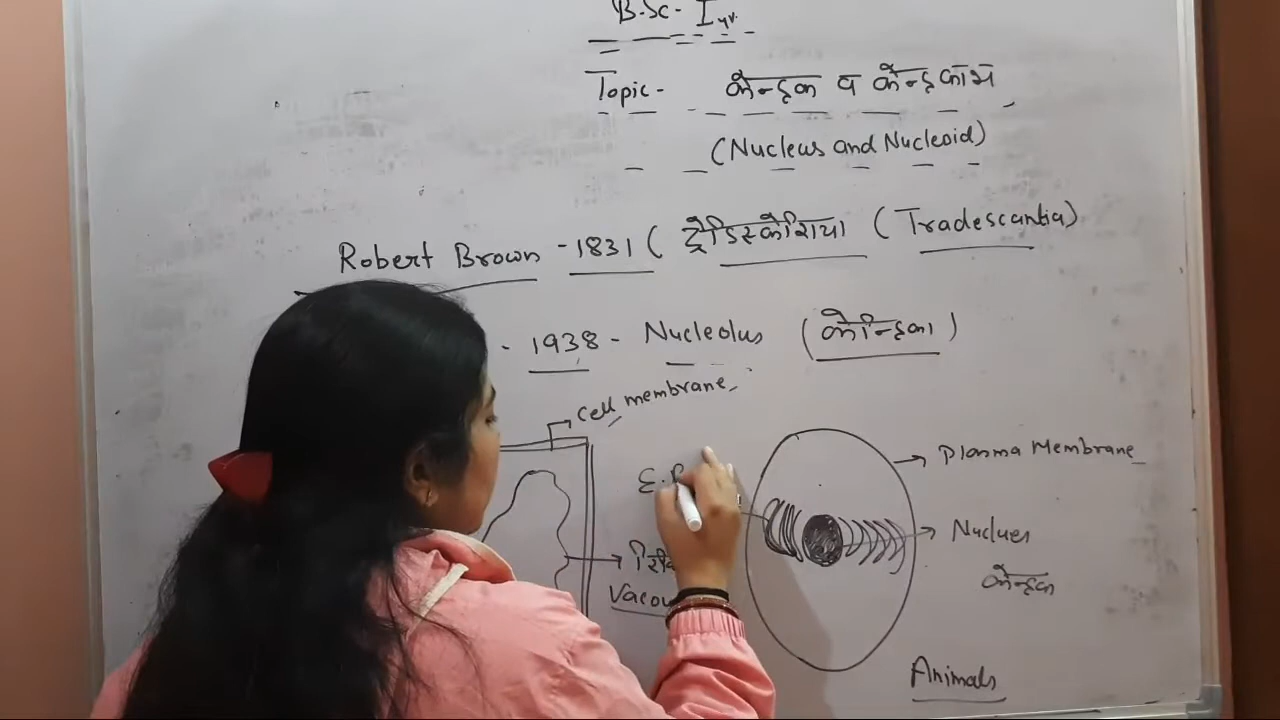 B.Sc- I yr.
Topic- केन्द्रक व केन्द्रकाभ
(Nucleus and Nucleoid)
Robert Brown - 1831 ( ट्रेडिस्केंशिया (Tradescantia)
- 1938 - Nucleolus (केन्द्रिका)
Cell membrane
Plasma Membrane
E.R
Nuclues
केन्द्रक
Animals